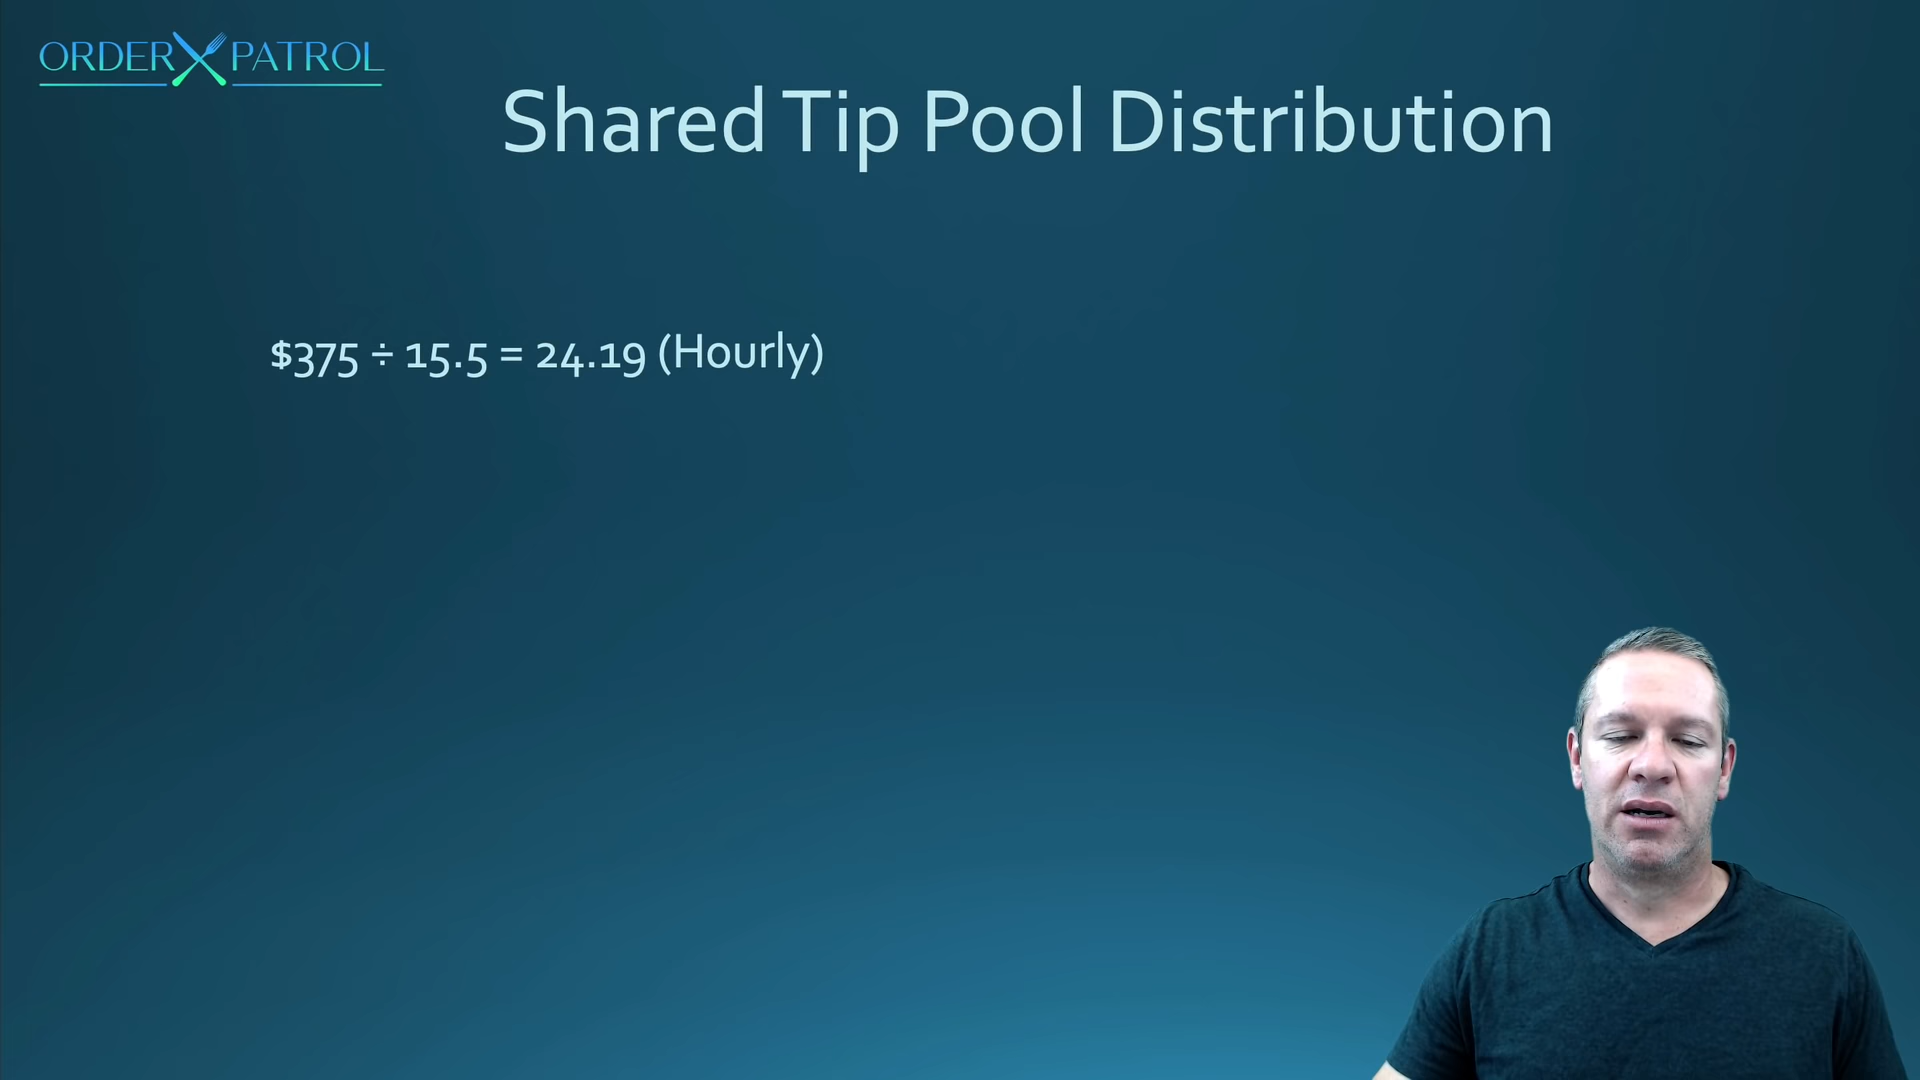 ORDER PATROL
Shared Tip Pool Distribution
$375 ÷ 15.5 = 24.19 (Hourly)